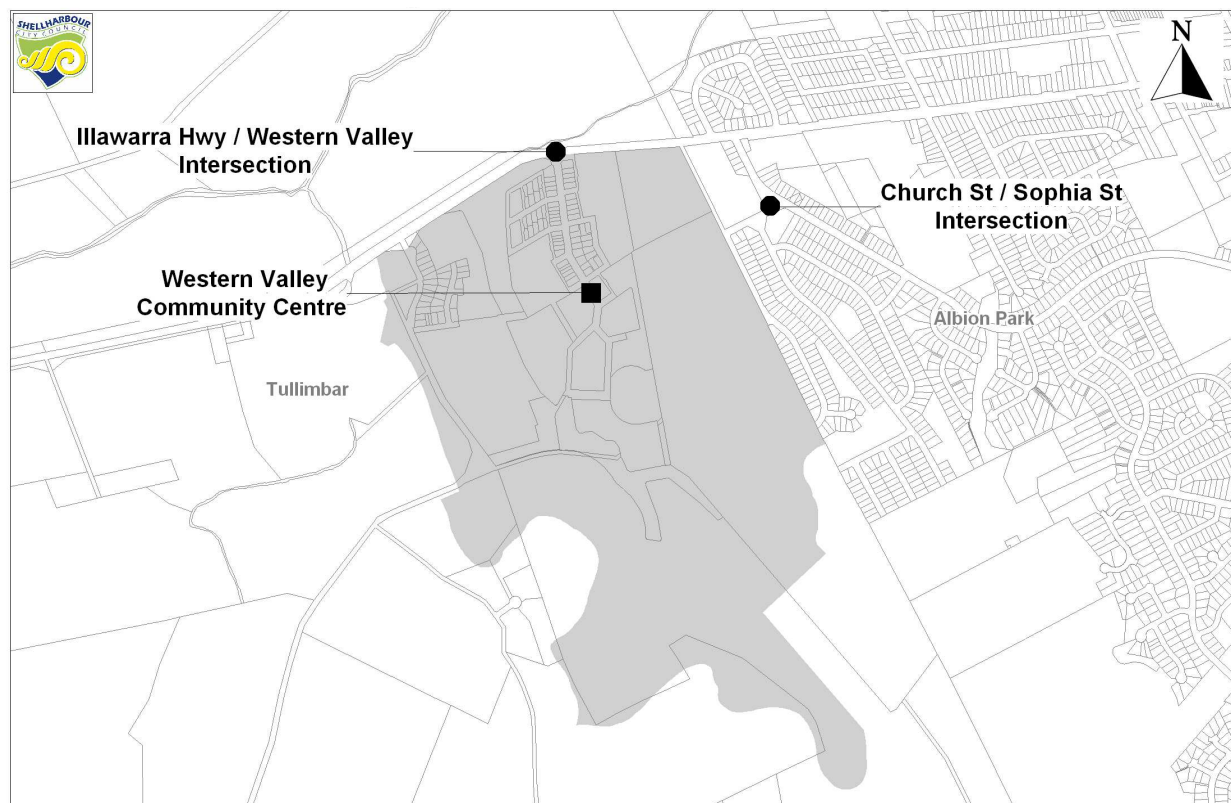 SHELLHARBOUR
CITY COUNCIL
N
Illawarra Hwy / Western Valley
Intersection
Church St / Sophia St
Intersection
Western Valley
Community Centre
Albion Park
Tullimbar